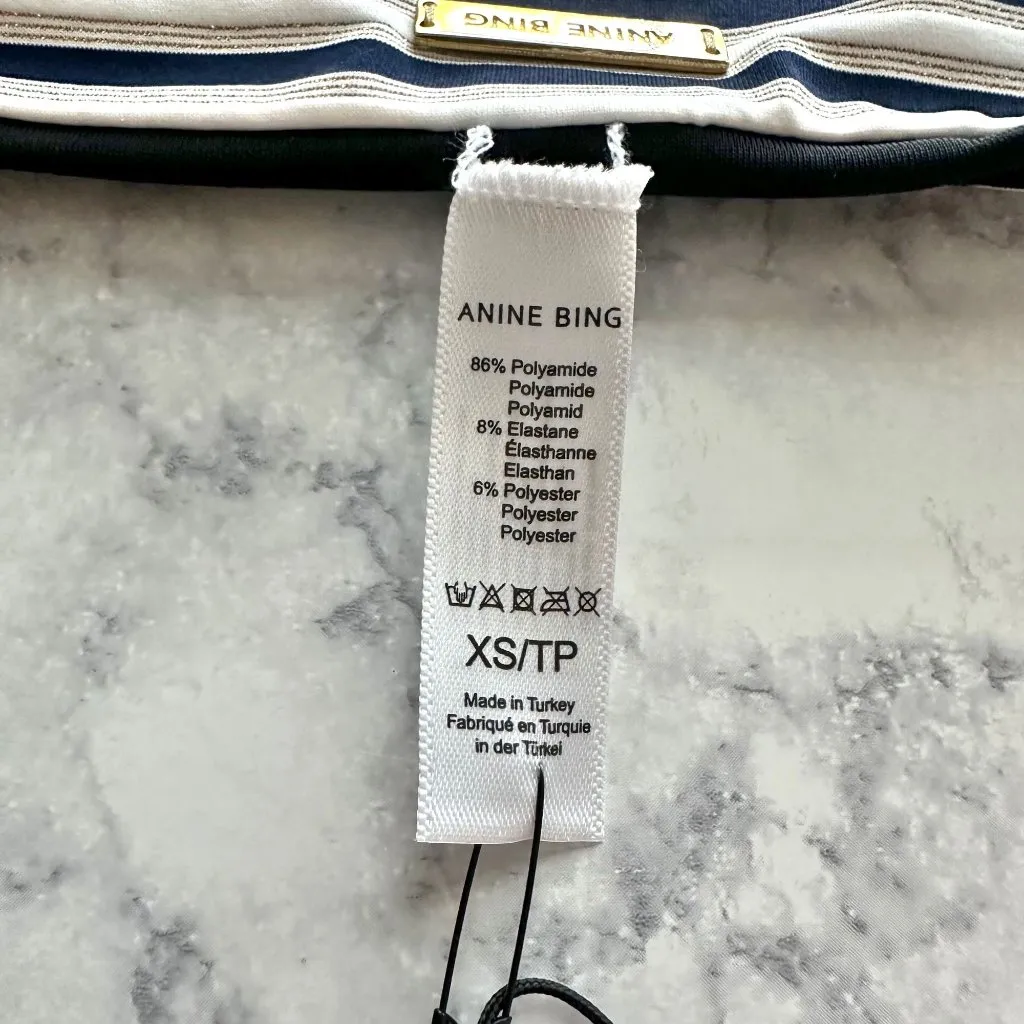 ANINE BING
ANINE BING
86% Polyamide
Polyamide
Polyamid
8% Elastane
Élasthanne
Elasthan
6% Polyester
Polyester
Polyester
XS/TP
Made in Turkey
Fabriqué en Turquie
in der Türkei